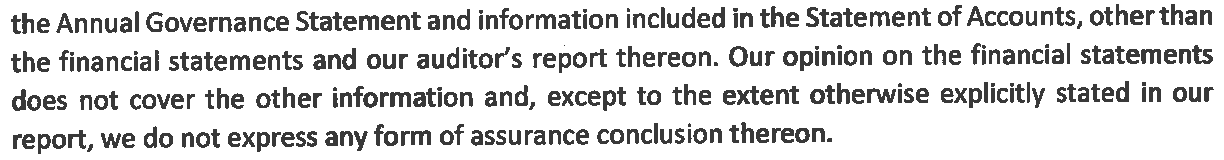 the Annual Governance Statement and information included in the Statement of Accounts, other than
the financial statements and our auditor's report thereon. Our opinion on the financial statements
does not cover the other information and, except to the extent otherwise explicitly stated in our
report, we do not express any form of assurance conclusion thereon.